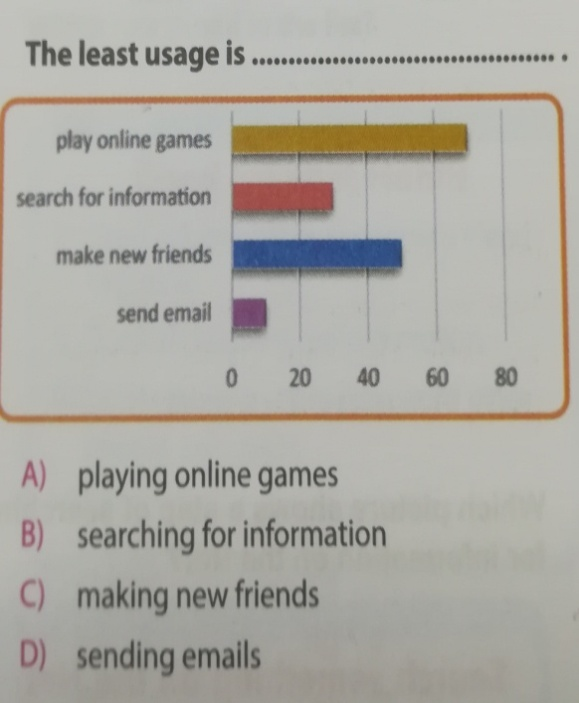 The least usage is ............................................ .
play online games
search for information
make new friends
send email
0 20 40 60 80
A) playing online games
B) searching for information
C) making new friends
D) sending emails